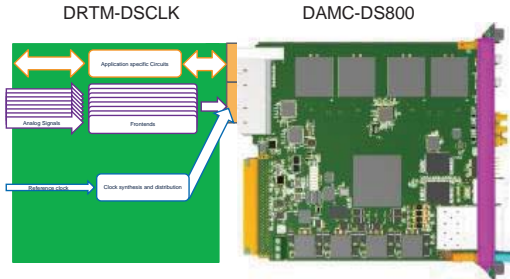 DRTM-DSCLK
DAMC-DS800
Application specific Circuits
Analog Signals
Frontends
Reference clock
Clock synthesis and distribution